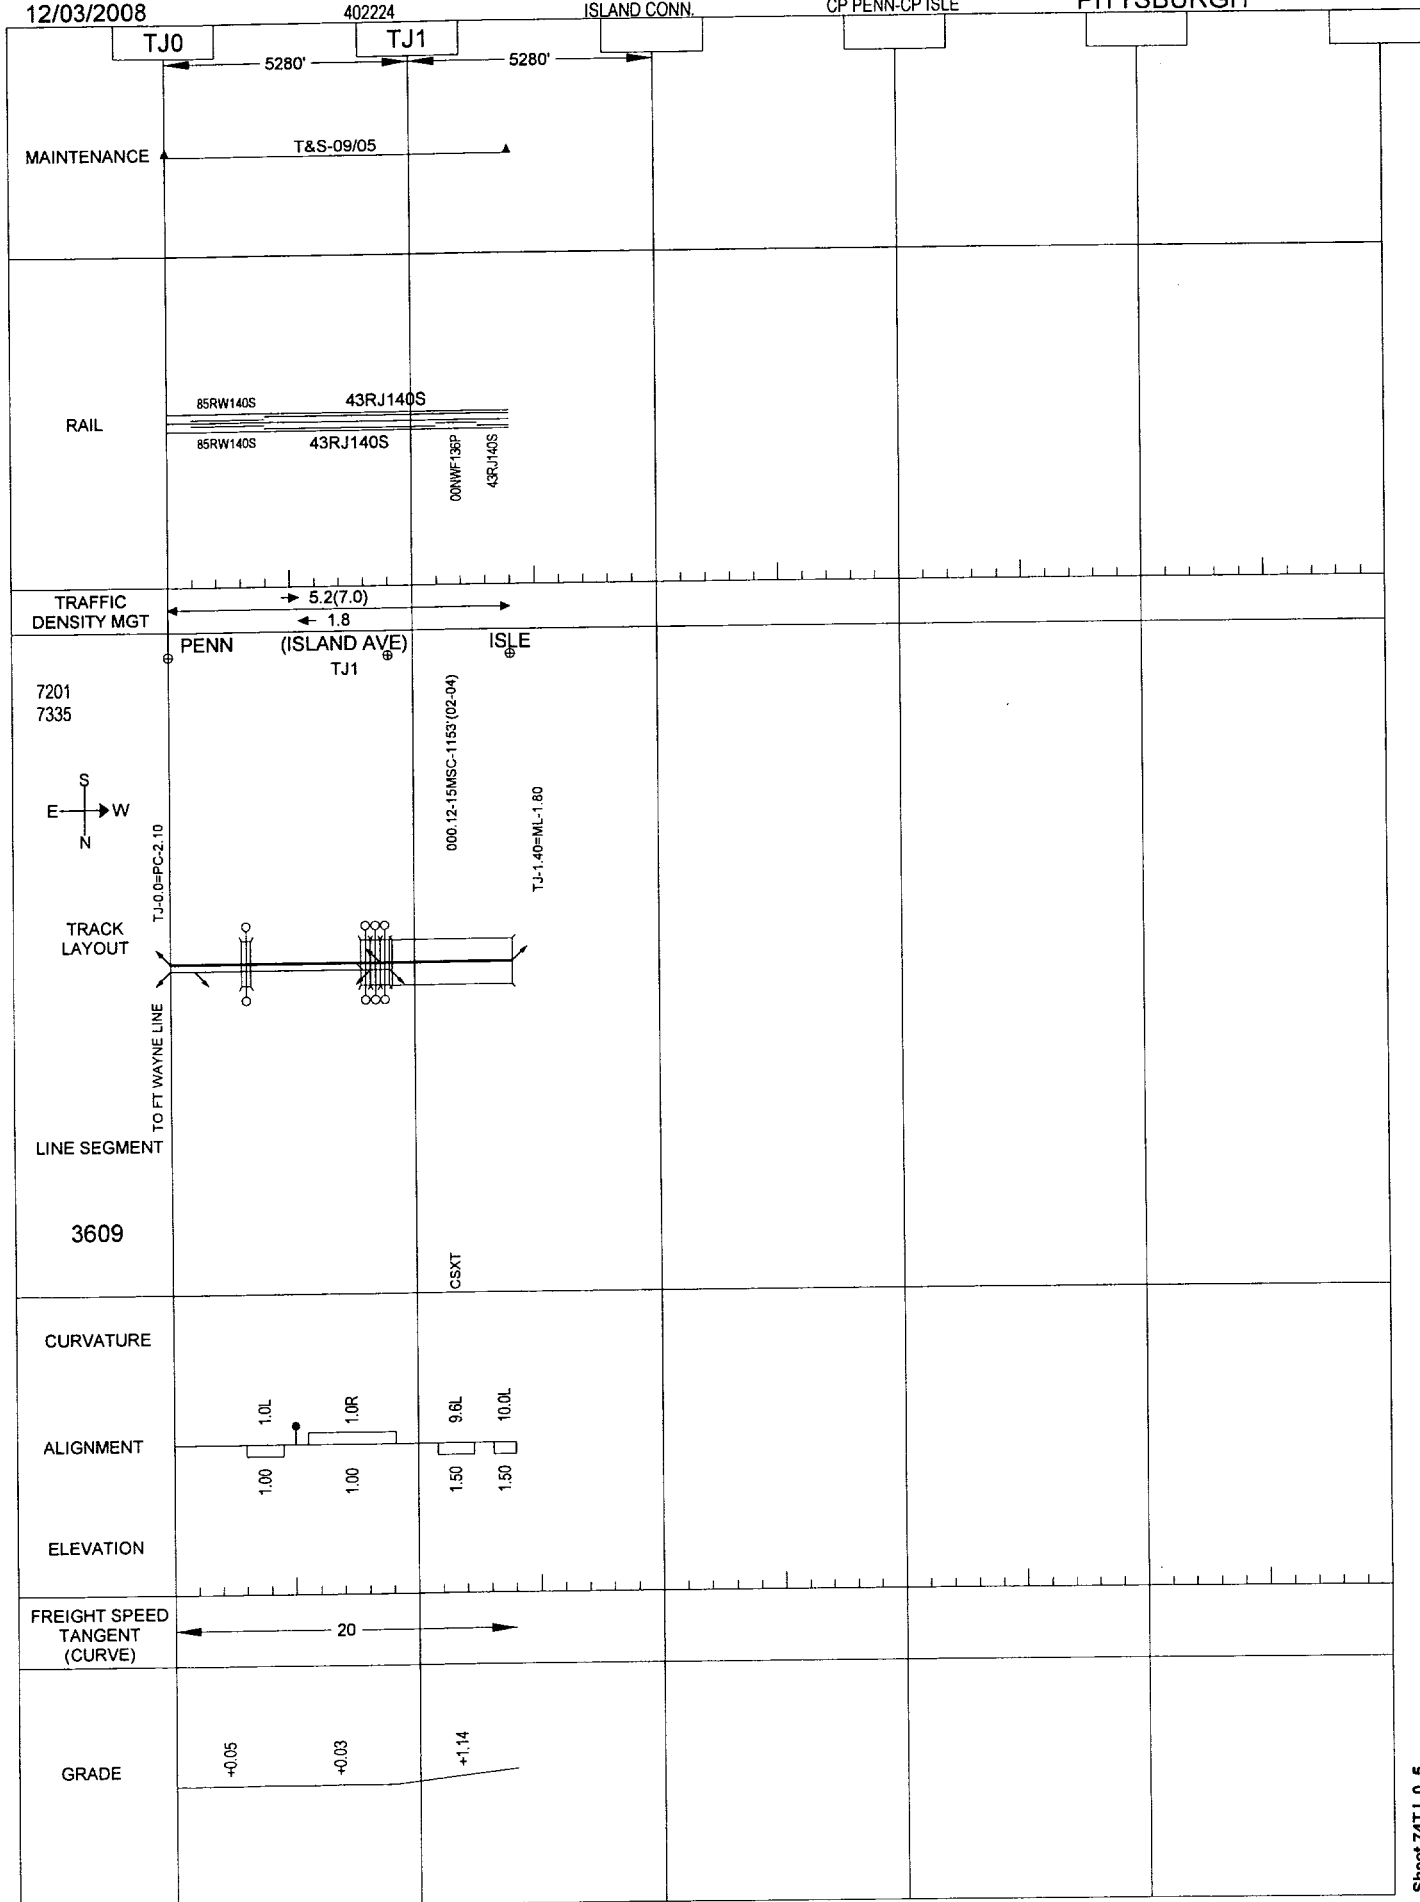 12/03/2008
402224
ISLAND CONN.
CP PENN-CP ISLE
PITTSBURGH
TJ0
TJ1
5280'
5280'
MAINTENANCE
T&S-09/05
RAIL
85RW140S
43RJ140S
85RW140S
43RJ140S
00NWF136P
43RJ140S
TRAFFIC
DENSITY MGT
5.2(7.0)
1.8
PENN
(ISLAND AVE)
ISLE
TJ1
7201
7335
S
E
W
N
TJ-0.0=PC-2.10
000.12-15MSC-1153'(02-04)
TJ-1.40=ML-1.80
TRACK
LAYOUT
TO FT WAYNE LINE
LINE SEGMENT
3609
CSXT
CURVATURE
1.0L
1.0R
9.6L
10.0L
ALIGNMENT
1.00
1.00
1.50
1.50
ELEVATION
FREIGHT SPEED
TANGENT
(CURVE)
20
GRADE
+0.05
+0.03
+1.14